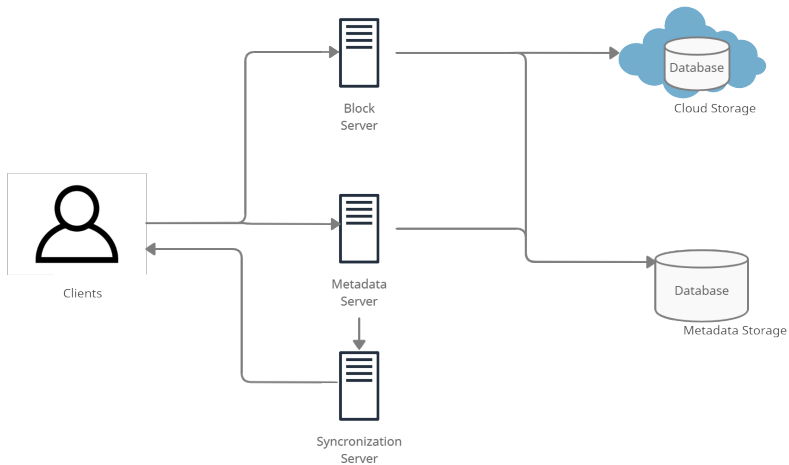 Database
Cloud Storage
Block
Server
Clients
Metadata
Server
Database
Metadata Storage
Syncronization
Server